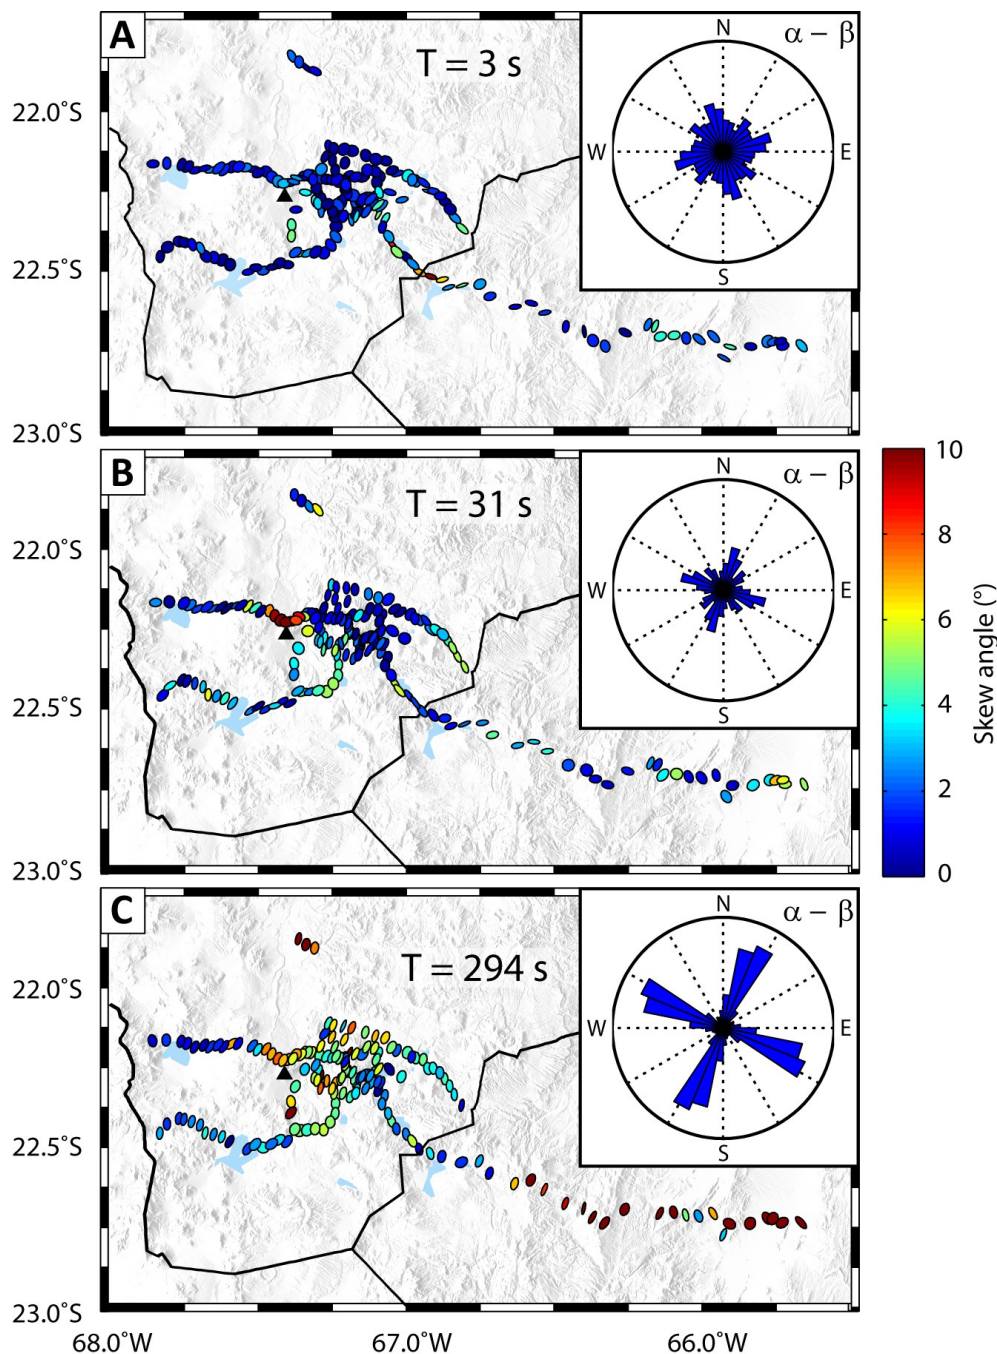 A
T = 3 s
α – β
N
W
E
S
22.0˚S
22.5˚S
23.0˚S
B
T = 31 s
α – β
N
W
E
S
22.0˚S
22.5˚S
23.0˚S
10
8
6
4
2
0
Skew angle (°)
C
T = 294 s
α – β
N
W
E
S
22.0˚S
22.5˚S
23.0˚S
68.0˚W
67.0˚W
66.0˚W